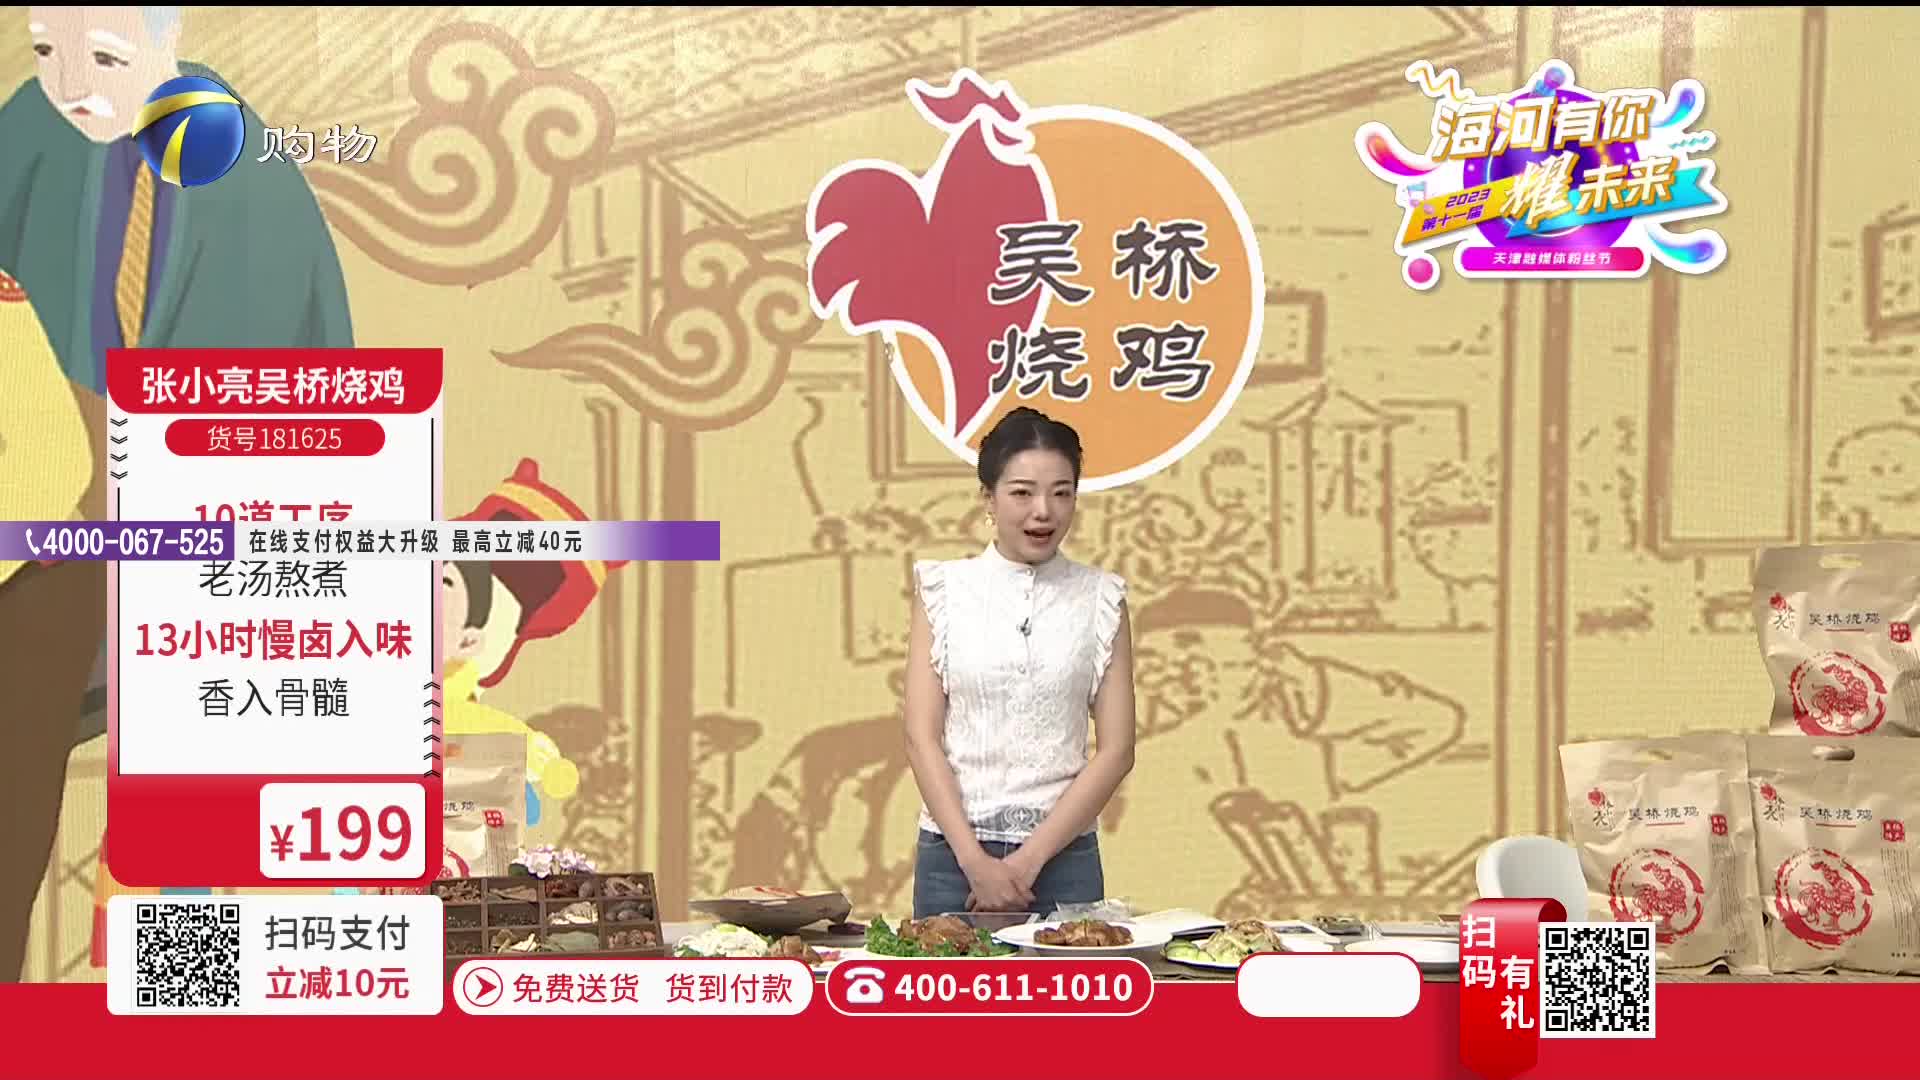 购物
海河有你
2023
第十一届
耀未来
天津融媒体粉丝节
吴桥
烧鸡
张小亮吴桥烧鸡
货号181625
10道工序
4000-067-525
在线支付权益大升级 最高立减40元
老汤熬煮
13小时慢卤入味
香入骨髓
¥199
吴桥烧鸡
吴桥烧鸡
吴桥烧鸡
扫码支付
立减10元
免费送货 货到付款
400-611-1010
扫码
有礼